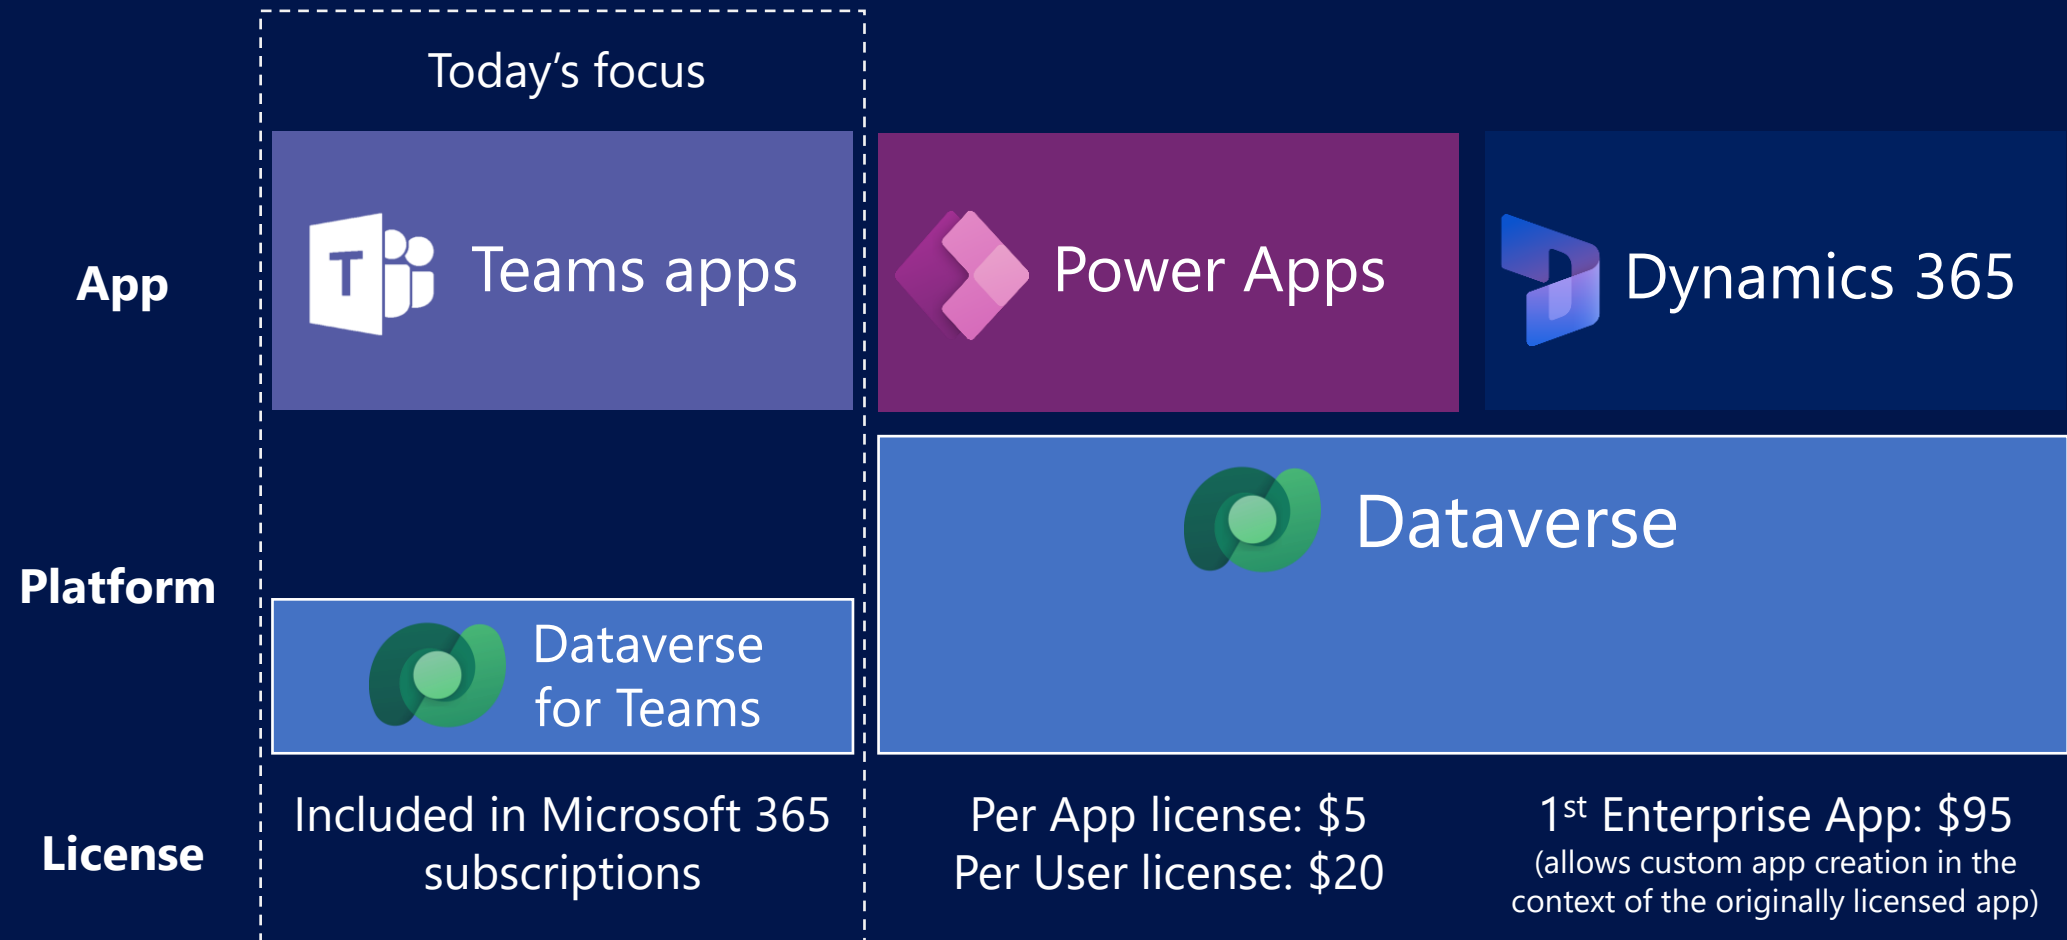 Today’s focus
App
T
Teams apps
Power Apps
Dynamics 365
Platform
Dataverse
for Teams
Dataverse
License
Included in Microsoft 365
subscriptions
Per App license: $5
Per User license: $20
1st Enterprise App: $95
(allows custom app creation in the
context of the originally licensed app)